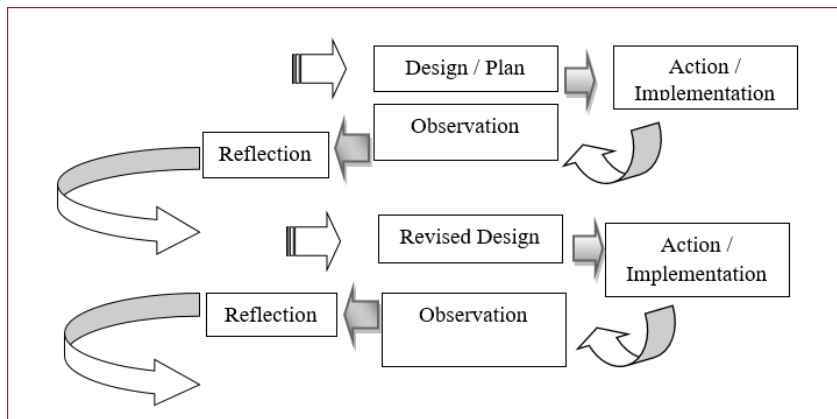 Design / Plan
Action /
Implementation
Observation
Reflection
Revised Design
Action /
Implementation
Observation
Reflection